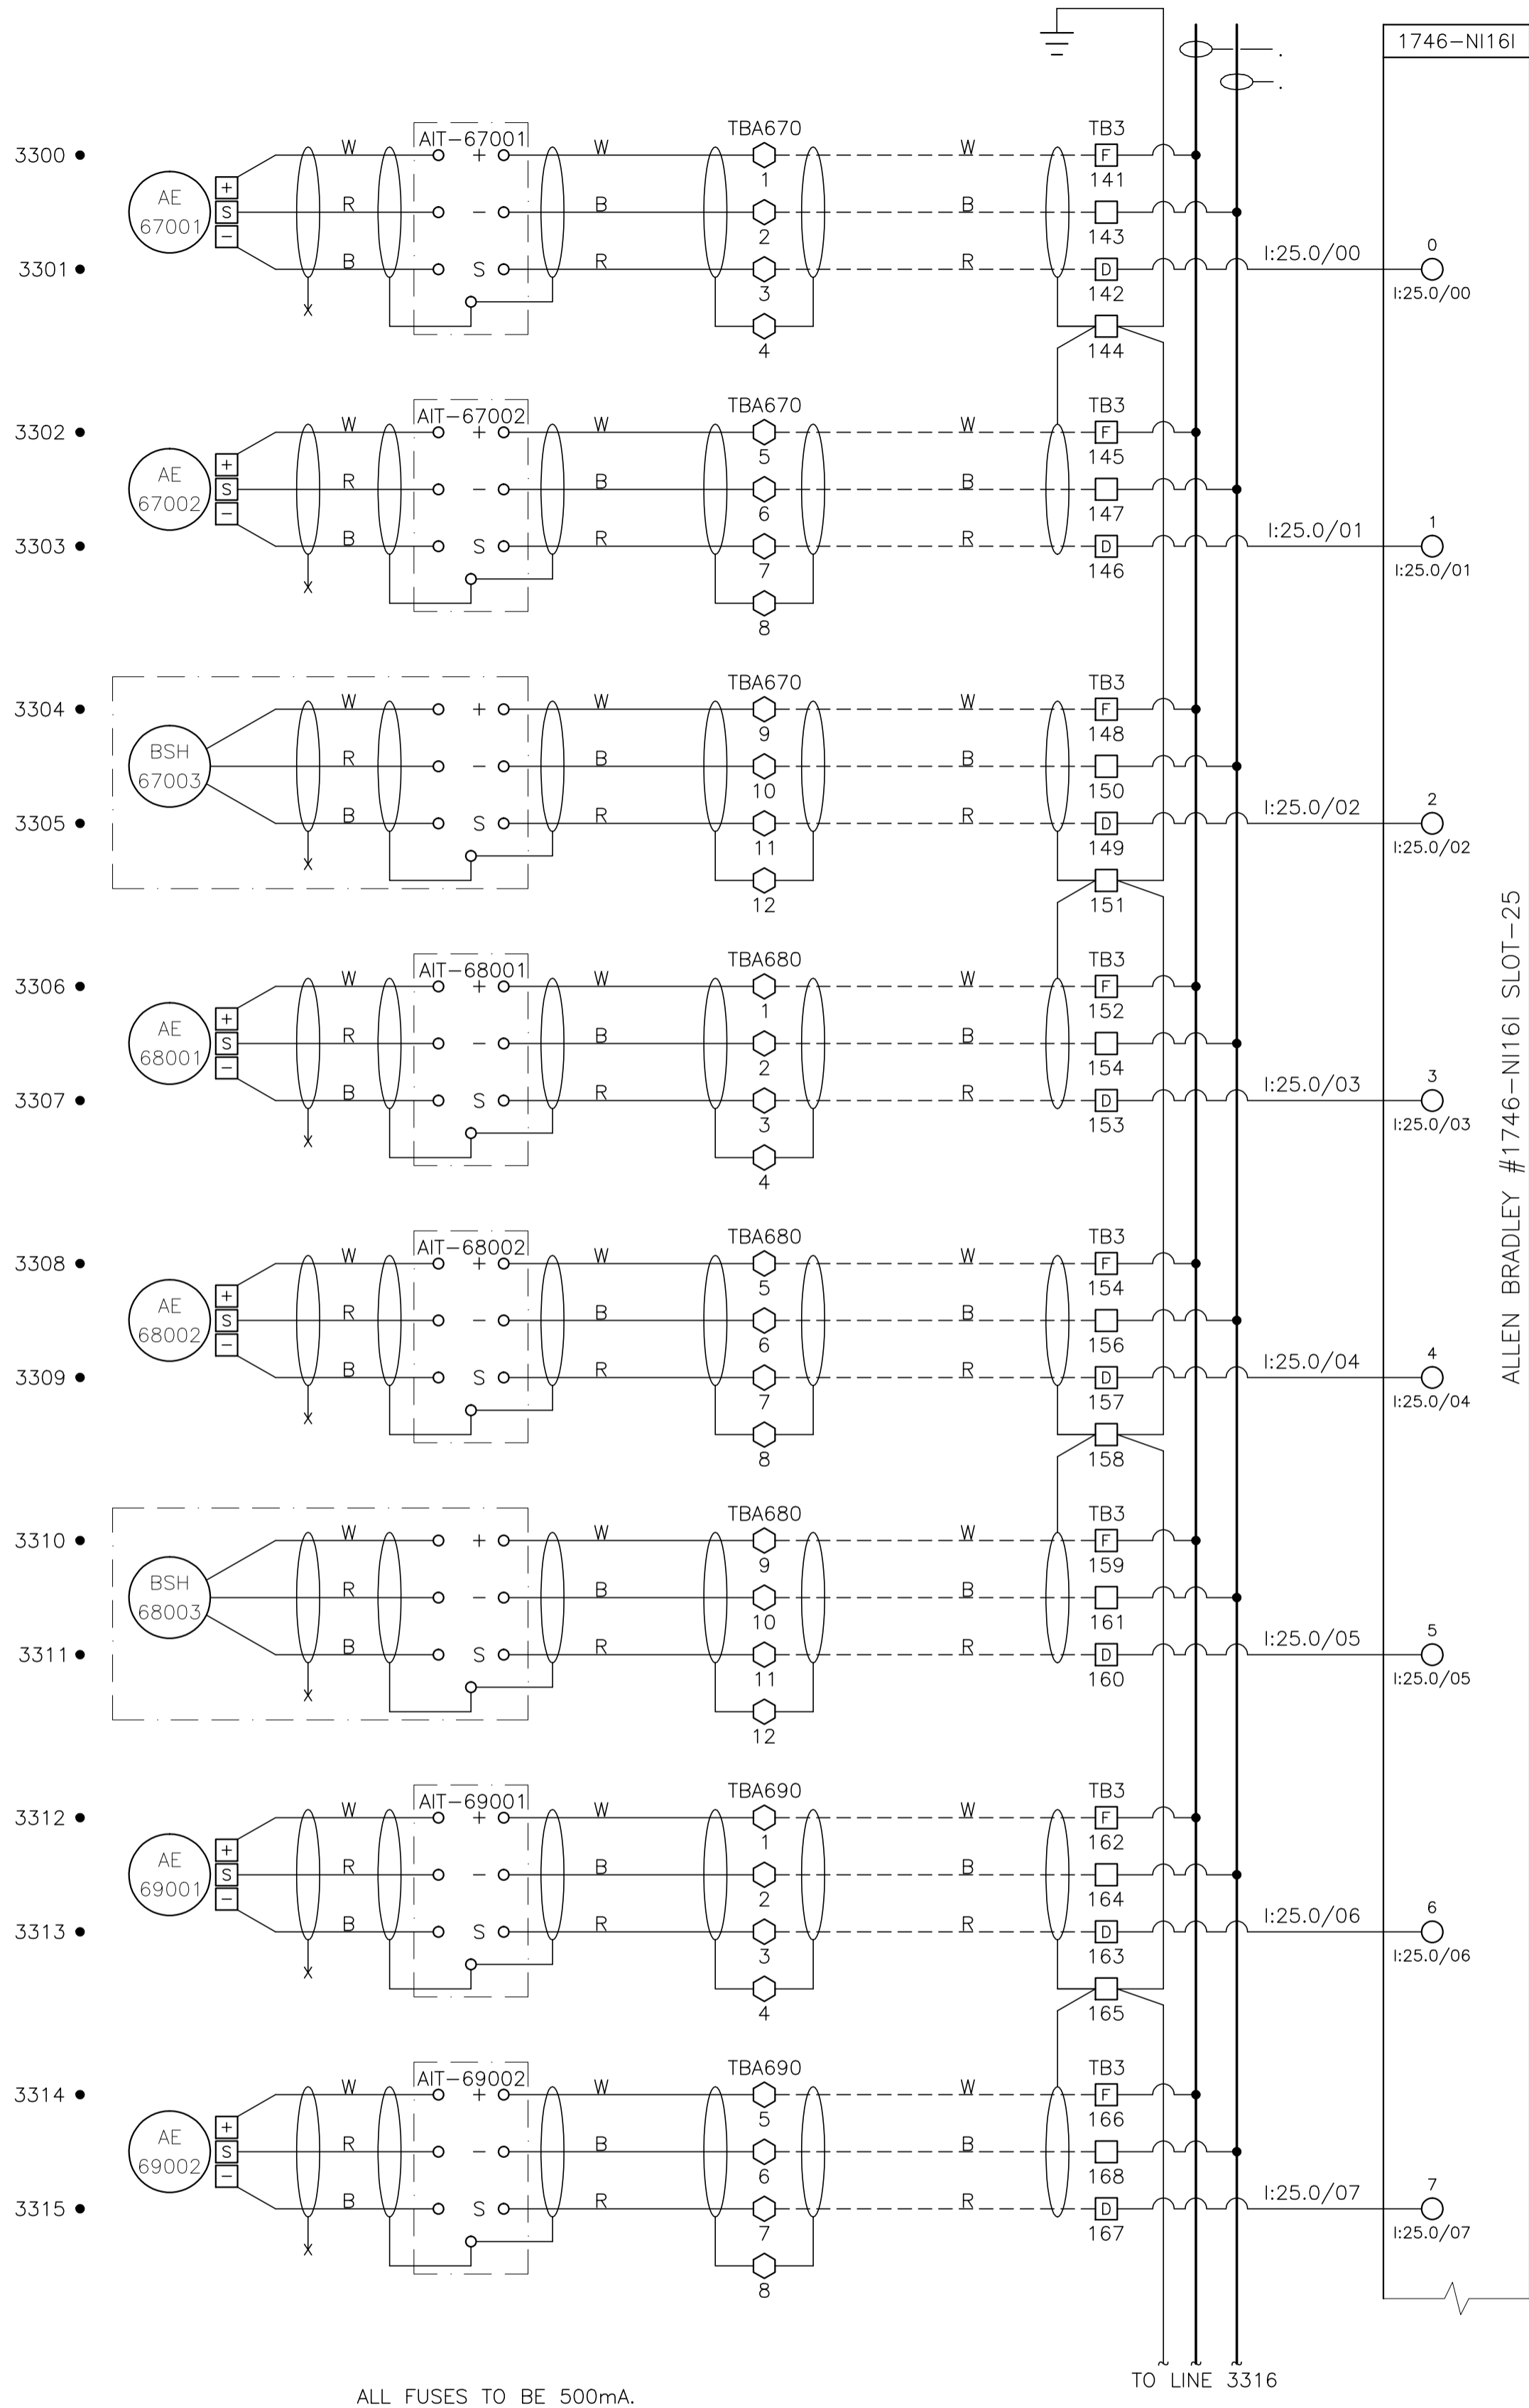 1746-NI16I
AIT-67001
TBA670
TB3
3300
W
+
W
W
F
1
141
AE
67001
+
S
-
R
-
B
B
2
143
3301
B
S
R
R
D
I:25.0/00
0
3
142
I:25.0/00
X
4
144
AIT-67002
TBA670
TB3
3302
W
+
W
W
F
5
145
AE
67002
+
S
-
R
-
B
B
6
147
3303
B
S
R
R
D
I:25.0/01
1
7
146
I:25.0/01
X
8
TBA670
TB3
3304
W
+
W
W
F
9
148
BSH
67003
R
-
B
B
10
150
3305
B
S
R
R
D
I:25.0/02
2
11
149
I:25.0/02
X
12
151
AIT-68001
TBA680
TB3
3306
W
+
W
W
F
1
152
AE
68001
+
S
-
R
-
B
B
2
154
3307
B
S
R
R
D
I:25.0/03
3
3
153
I:25.0/03
X
4
ALLEN BRADLEY #1746-NI16I SLOT-25
AIT-68002
TBA680
TB3
3308
W
+
W
W
F
5
154
AE
68002
+
S
-
R
-
B
B
6
156
3309
B
S
R
R
D
I:25.0/04
4
7
157
I:25.0/04
X
8
158
TBA680
TB3
3310
W
+
W
W
F
9
159
BSH
68003
R
-
B
B
10
161
3311
B
S
R
R
D
I:25.0/05
5
11
160
I:25.0/05
X
12
AIT-69001
TBA690
TB3
3312
W
+
W
W
F
1
162
AE
69001
+
S
-
R
-
B
B
2
164
3313
B
S
R
R
D
I:25.0/06
6
3
163
I:25.0/06
X
4
165
AIT-69002
TBA690
TB3
3314
W
+
W
W
F
5
166
AE
69002
+
S
-
R
-
B
B
6
168
3315
B
S
R
R
D
I:25.0/07
7
7
167
I:25.0/07
X
8
TO LINE 3316
ALL FUSES TO BE 500mA.